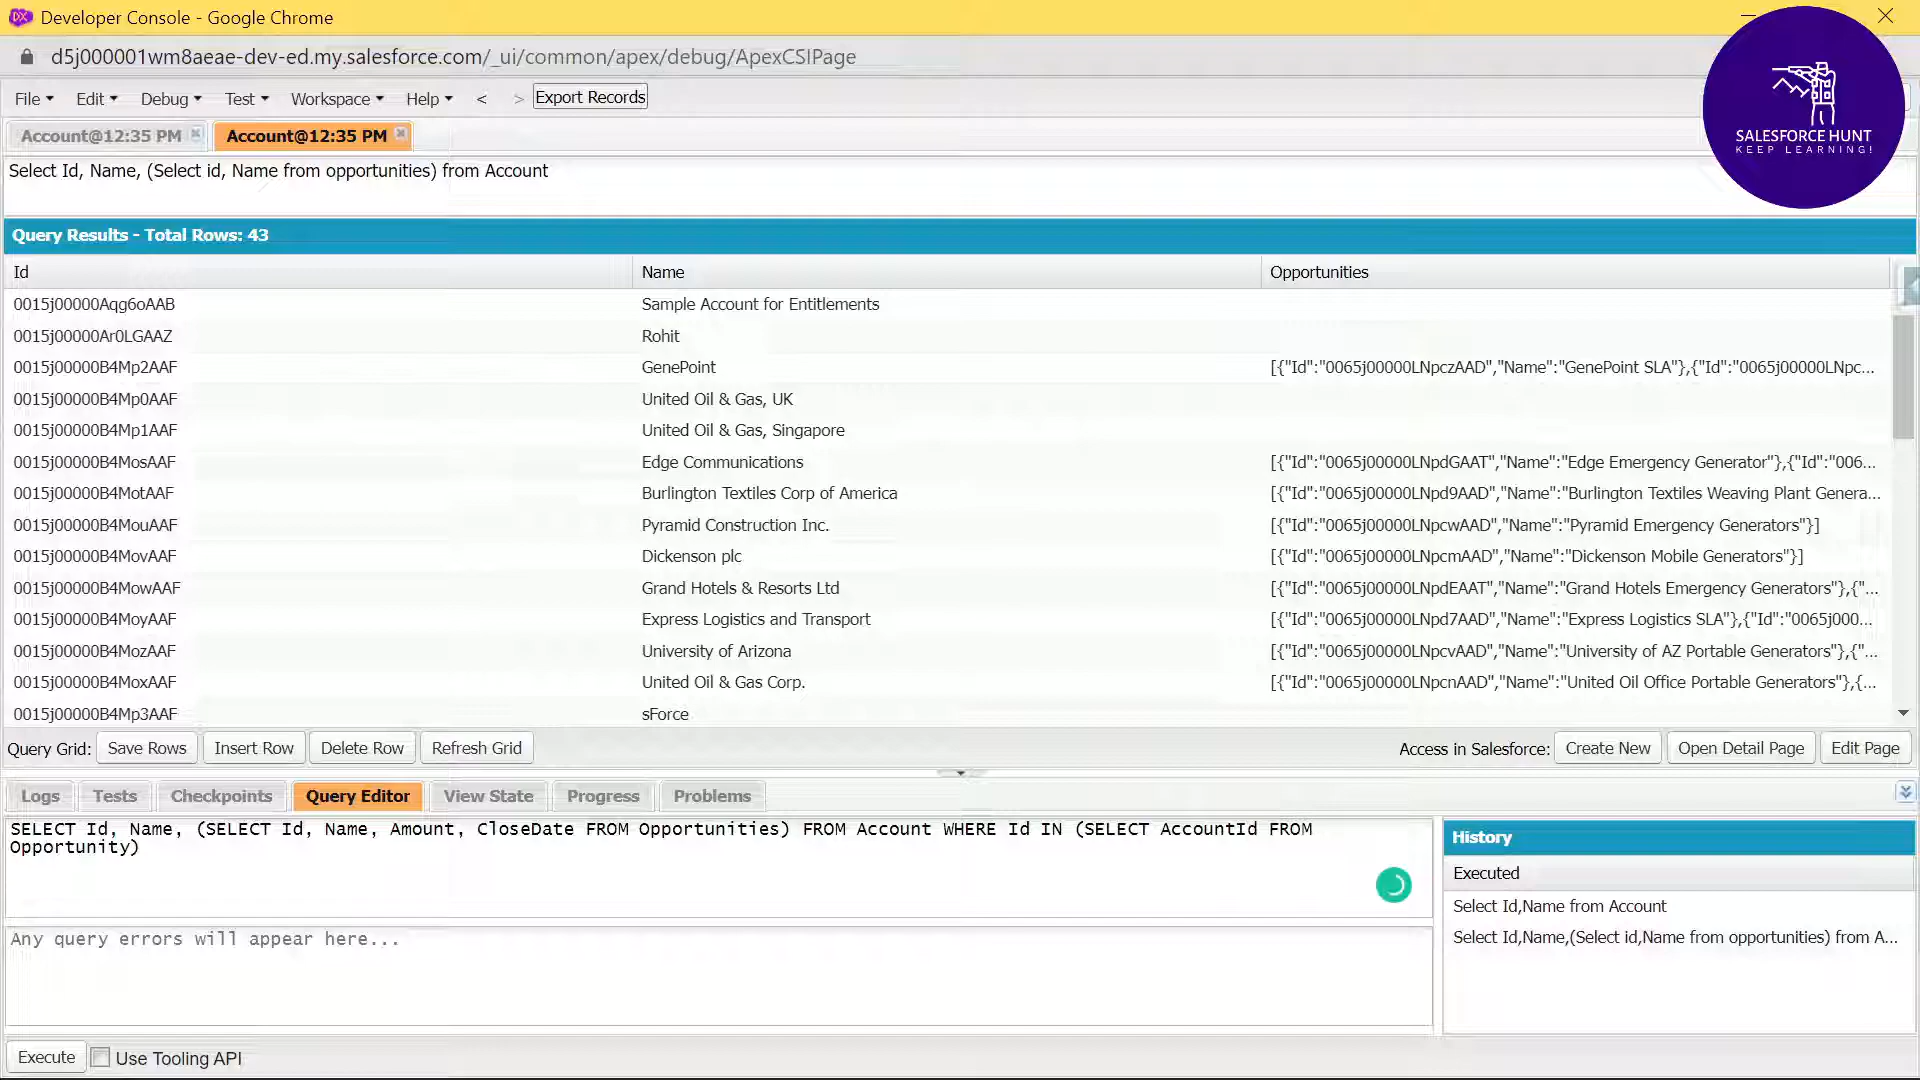 Developer Console - Google Chrome
d5j000001wm8aeae-dev-ed.my.salesforce.com/_ui/common/apex/debug/ApexCSIPage
File Edit Debug Test Workspace Help < > Export Records
Account@12:35 PM Account@12:35 PM
SALESFORCE HUNT
KEEP LEARNING!
Select Id, Name, (Select id, Name from opportunities) from Account
Query Results - Total Rows: 43
Id Name Opportunities
0015j00000Aqg6oAAB Sample Account for Entitlements
0015j00000Ar0LGAAZ Rohit
0015j00000B4Mp2AAF GenePoint [{"Id":"0065j00000LNpczAAD","Name":"GenePoint SLA"},{"Id":"0065j00000LNpc...
0015j00000B4Mp0AAF United Oil & Gas, UK
0015j00000B4Mp1AAF United Oil & Gas, Singapore
0015j00000B4MosAAF Edge Communications [{"Id":"0065j00000LNpdGAAT","Name":"Edge Emergency Generator"},{"Id":"006...
0015j00000B4MotAAF Burlington Textiles Corp of America [{"Id":"0065j00000LNpd9AAD","Name":"Burlington Textiles Weaving Plant Genera...
0015j00000B4MouAAF Pyramid Construction Inc. [{"Id":"0065j00000LNpcwAAD","Name":"Pyramid Emergency Generators"}]
0015j00000B4MovAAF Dickenson plc [{"Id":"0065j00000LNpcmAAD","Name":"Dickenson Mobile Generators"}]
0015j00000B4MowAAF Grand Hotels & Resorts Ltd [{"Id":"0065j00000LNpdEAAT","Name":"Grand Hotels Emergency Generators"},{"...
0015j00000B4MoyAAF Express Logistics and Transport [{"Id":"0065j00000LNpd7AAD","Name":"Express Logistics SLA"},{"Id":"0065j000...
0015j00000B4MozAAF University of Arizona [{"Id":"0065j00000LNpcvAAD","Name":"University of AZ Portable Generators"},{"...
0015j00000B4MoxAAF United Oil & Gas Corp. [{"Id":"0065j00000LNpcnAAD","Name":"United Oil Office Portable Generators"},{...
0015j00000B4Mp3AAF sForce
Query Grid: Save Rows Insert Row Delete Row Refresh Grid Access in Salesforce: Create New Open Detail Page Edit Page
Logs Tests Checkpoints Query Editor View State Progress Problems
SELECT Id, Name, (SELECT Id, Name, Amount, CloseDate FROM Opportunities) FROM Account WHERE Id IN (SELECT AccountId FROM
Opportunity)
Any query errors will appear here...
History
Executed
Select Id,Name from Account
Select Id,Name,(Select id,Name from opportunities) from A...
Execute Use Tooling API